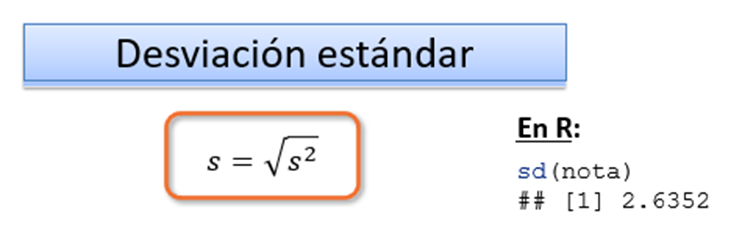 Desviación estándar
s = √s²
En R:
sd(nota)
## [1] 2.6352